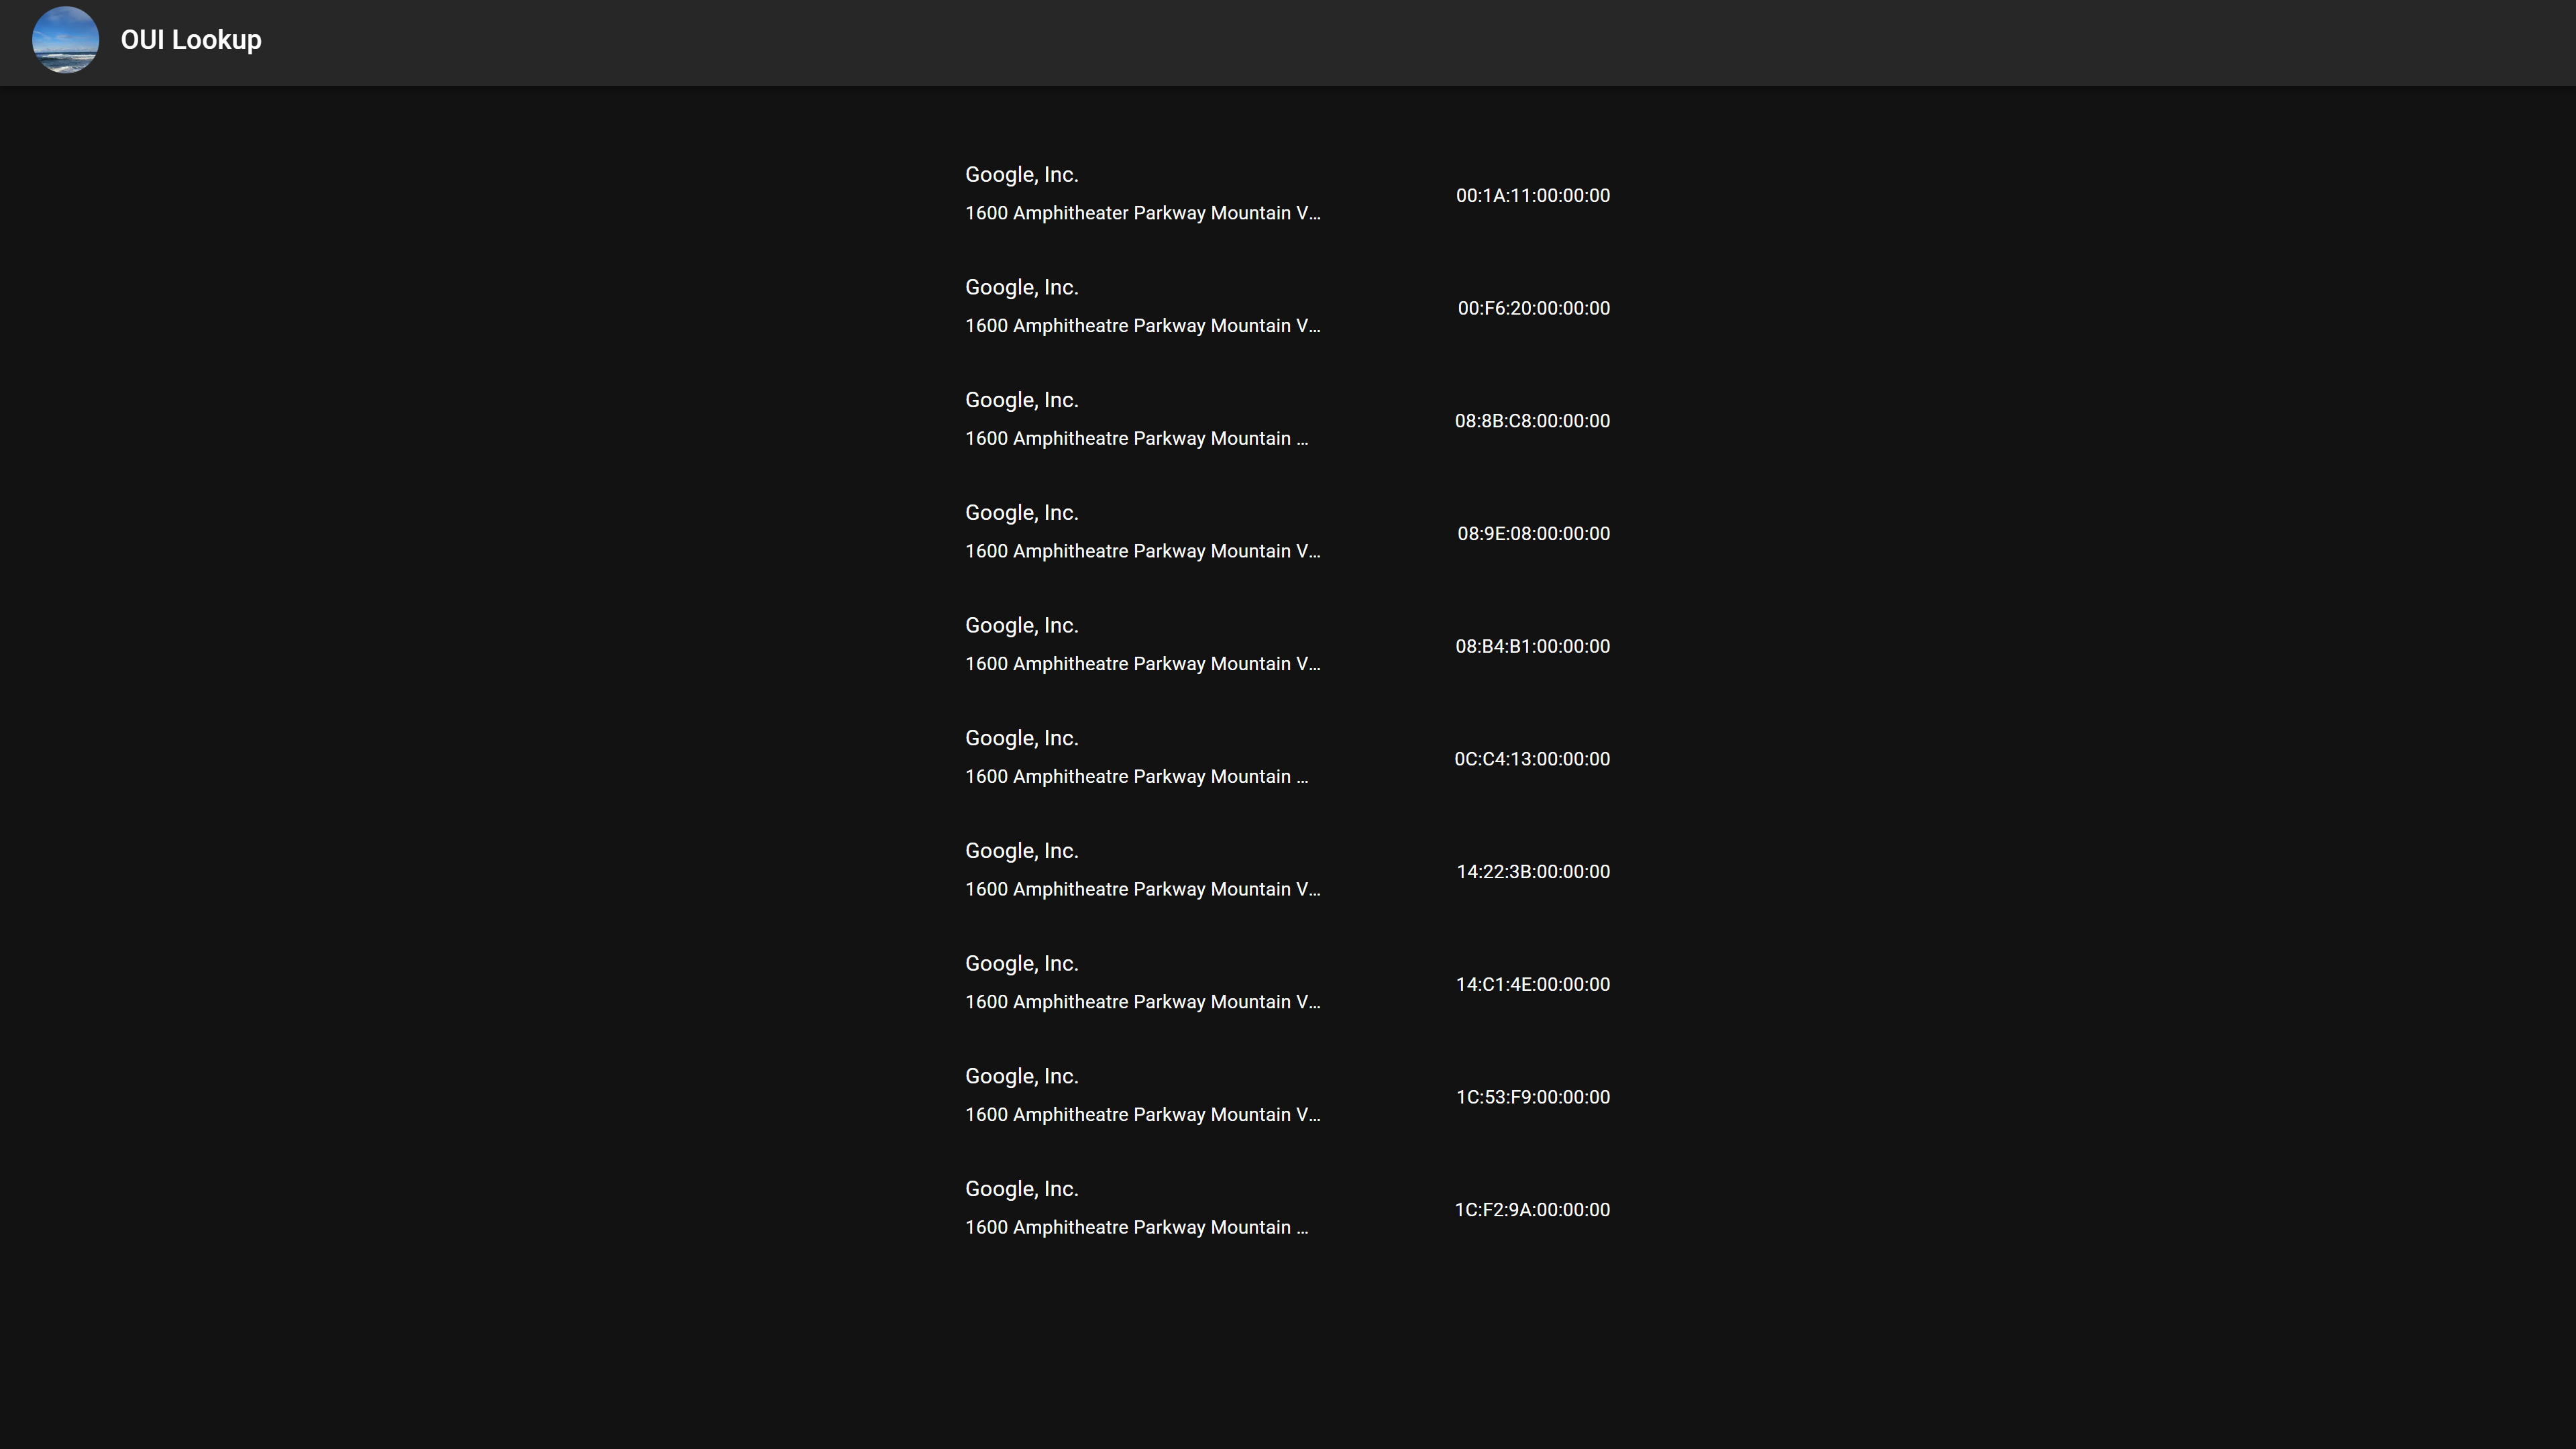 OUI Lookup
Google, Inc.
1600 Amphitheater Parkway Mountain V...
00:1A:11:00:00:00
Google, Inc.
1600 Amphitheatre Parkway Mountain V...
00:F6:20:00:00:00
Google, Inc.
1600 Amphitheatre Parkway Mountain ...
08:8B:C8:00:00:00
Google, Inc.
1600 Amphitheatre Parkway Mountain V...
08:9E:08:00:00:00
Google, Inc.
1600 Amphitheatre Parkway Mountain V...
08:B4:B1:00:00:00
Google, Inc.
1600 Amphitheatre Parkway Mountain ...
0C:C4:13:00:00:00
Google, Inc.
1600 Amphitheatre Parkway Mountain V...
14:22:3B:00:00:00
Google, Inc.
1600 Amphitheatre Parkway Mountain V...
14:C1:4E:00:00:00
Google, Inc.
1600 Amphitheatre Parkway Mountain V...
1C:53:F9:00:00:00
Google, Inc.
1600 Amphitheatre Parkway Mountain ...
1C:F2:9A:00:00:00